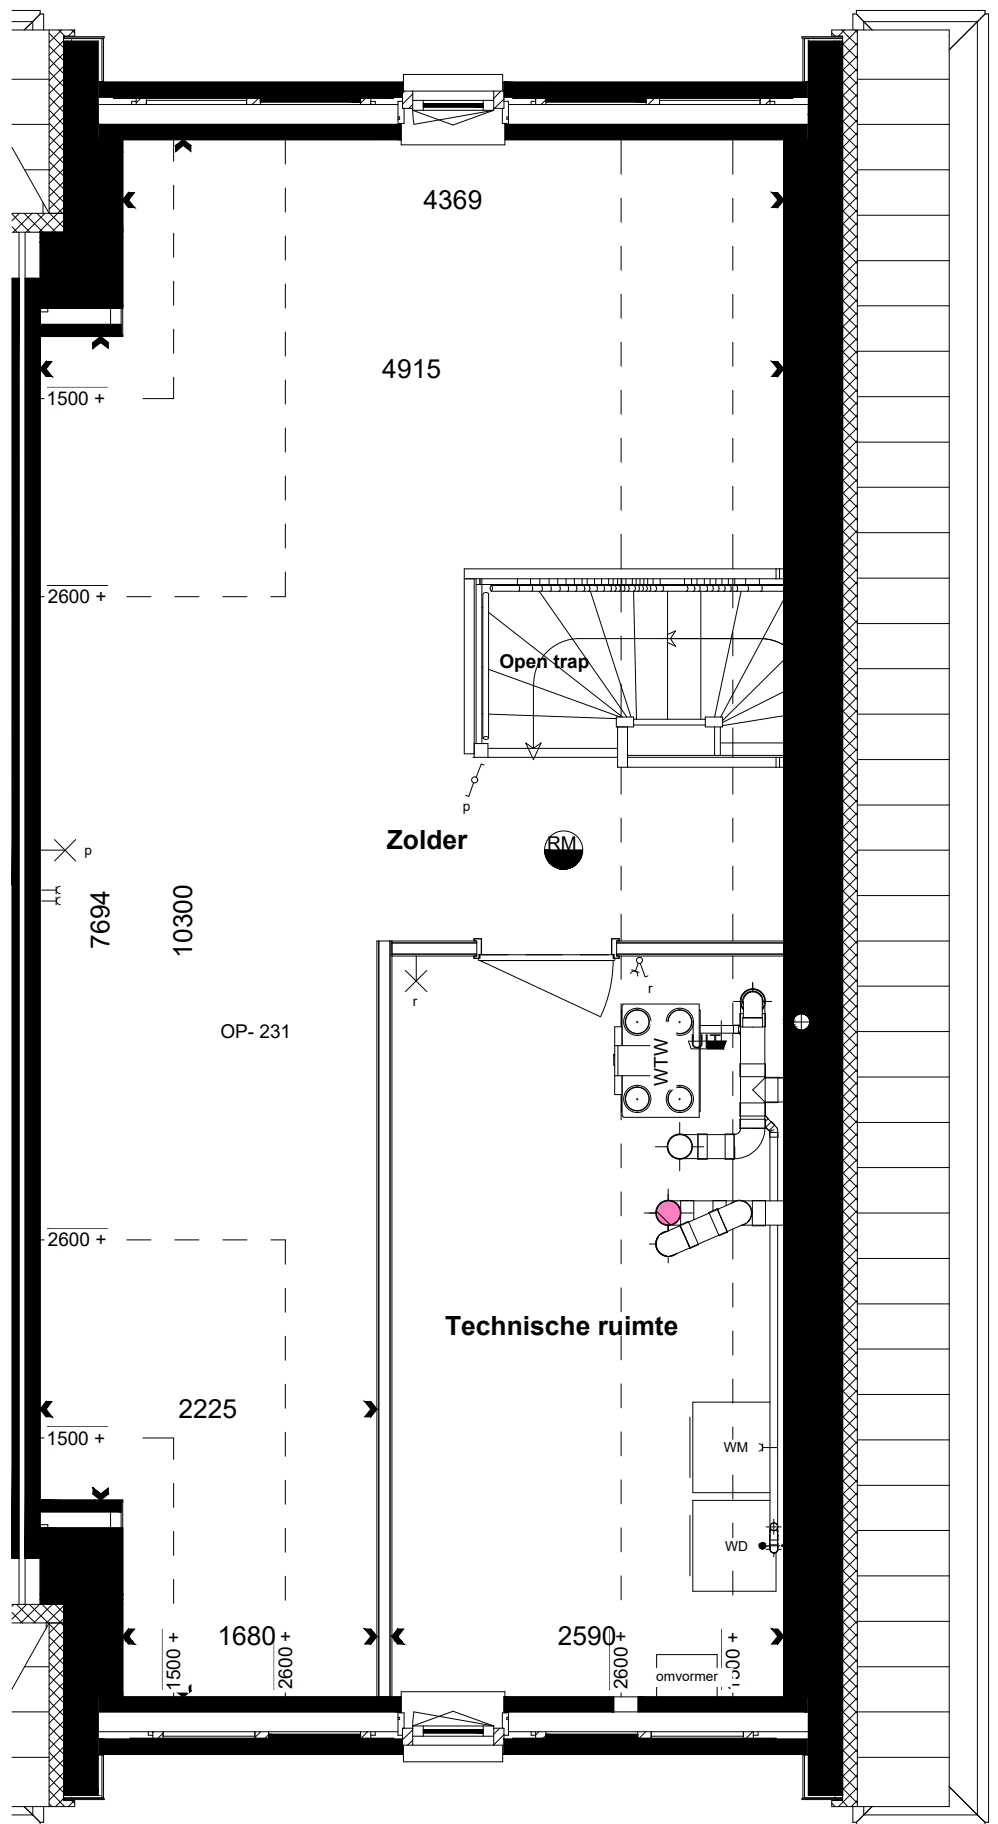 4369
4915
1500 +
2600 +
Open trap
p
Zolder
RM
p
7694
10300
r
r
OP- 231
WTW
2600 +
Technische ruimte
2225
1500 +
WM
WD
1680
2590
1500 +
2600 +
2600 +
1500 +
omvormer